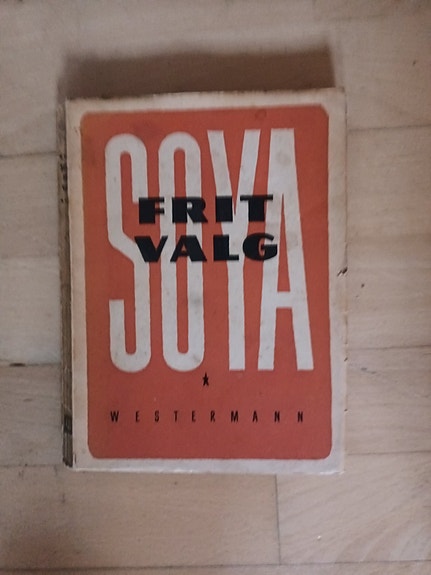 SOYA
FRIT
VALG
WESTERMANN